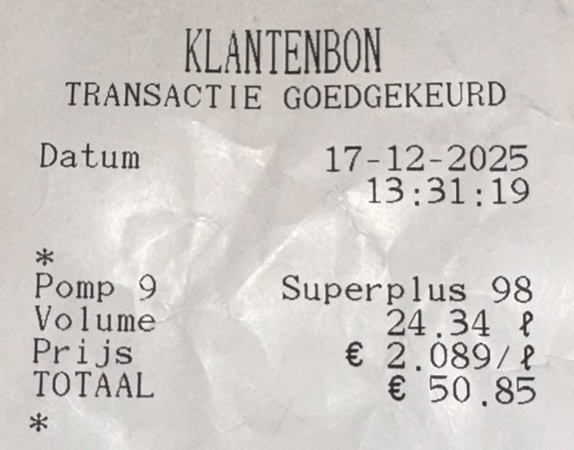 KLANTENBON
TRANSACTIE GOEDGEKEURD
Datum 17-12-2025
13:31:19
*
Pomp 9 Superplus 98
Volume 24.34 ℓ
Prijs € 2.089/ℓ
TOTAAL € 50.85
*